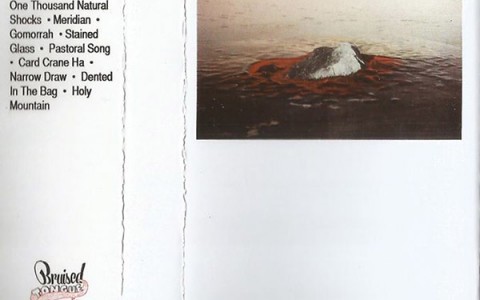 One Thousand Natural
Shocks • Meridian •
Gomorrah • Stained
Glass • Pastoral Song
• Card Crane Ha •
Narrow Draw • Dented
In The Bag • Holy
Mountain
Bruised
TONGUE